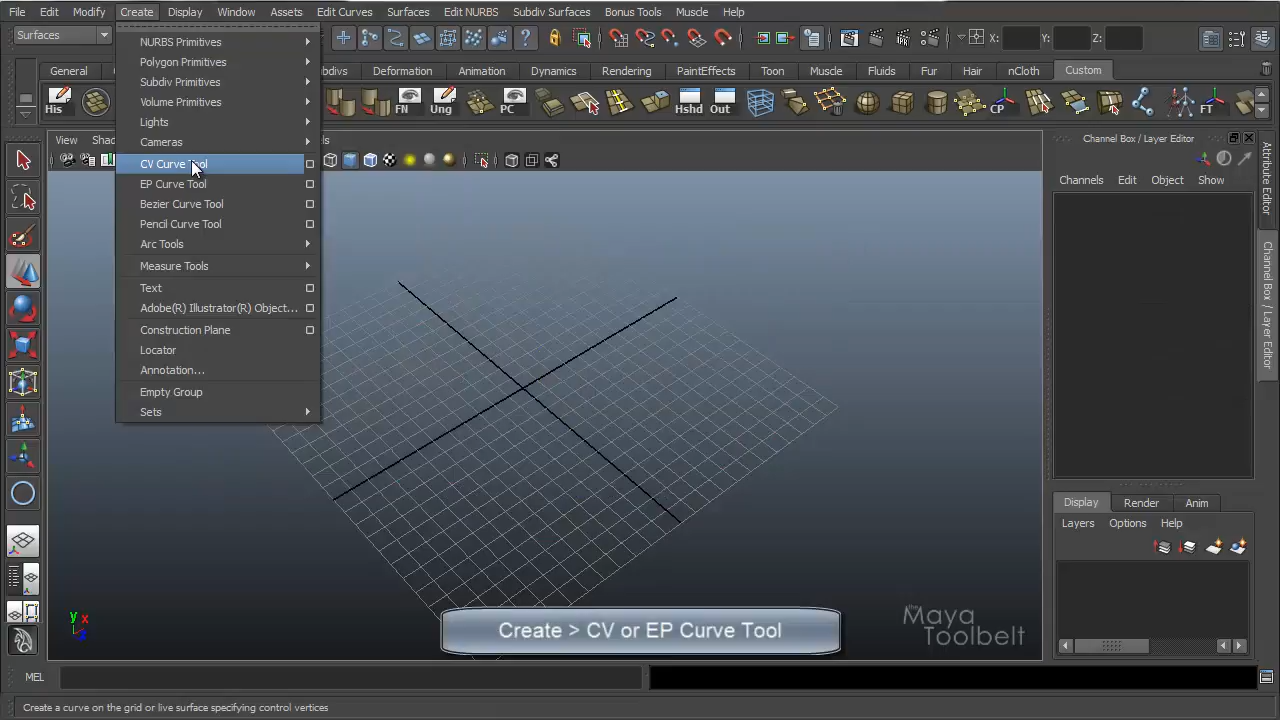 File Edit Modify Create Display Window Assets Edit Curves Surfaces Edit NURBS Subdiv Surfaces Bonus Tools Muscle Help
Surfaces
X: Y: Z:
General
bdivs Deformation Animation Dynamics Rendering PaintEffects Toon Muscle Fluids Fur Hair nCloth Custom
His FN Ung PC Hshd Out CP FT
View Shad
ls
NURBS Primitives
Polygon Primitives
Subdiv Primitives
Volume Primitives
Lights
Cameras
CV Curve Tool
EP Curve Tool
Bezier Curve Tool
Pencil Curve Tool
Arc Tools
Measure Tools
Text
Adobe(R) Illustrator(R) Object...
Construction Plane
Locator
Annotation...
Empty Group
Sets
Channel Box / Layer Editor
Channels Edit Object Show
Attribute Editor
Channel Box / Layer Editor
Display Render Anim
Layers Options Help
y x
z
Create > CV or EP Curve Tool
the
Maya
Toolbelt
MEL
Create a curve on the grid or live surface specifying control vertices